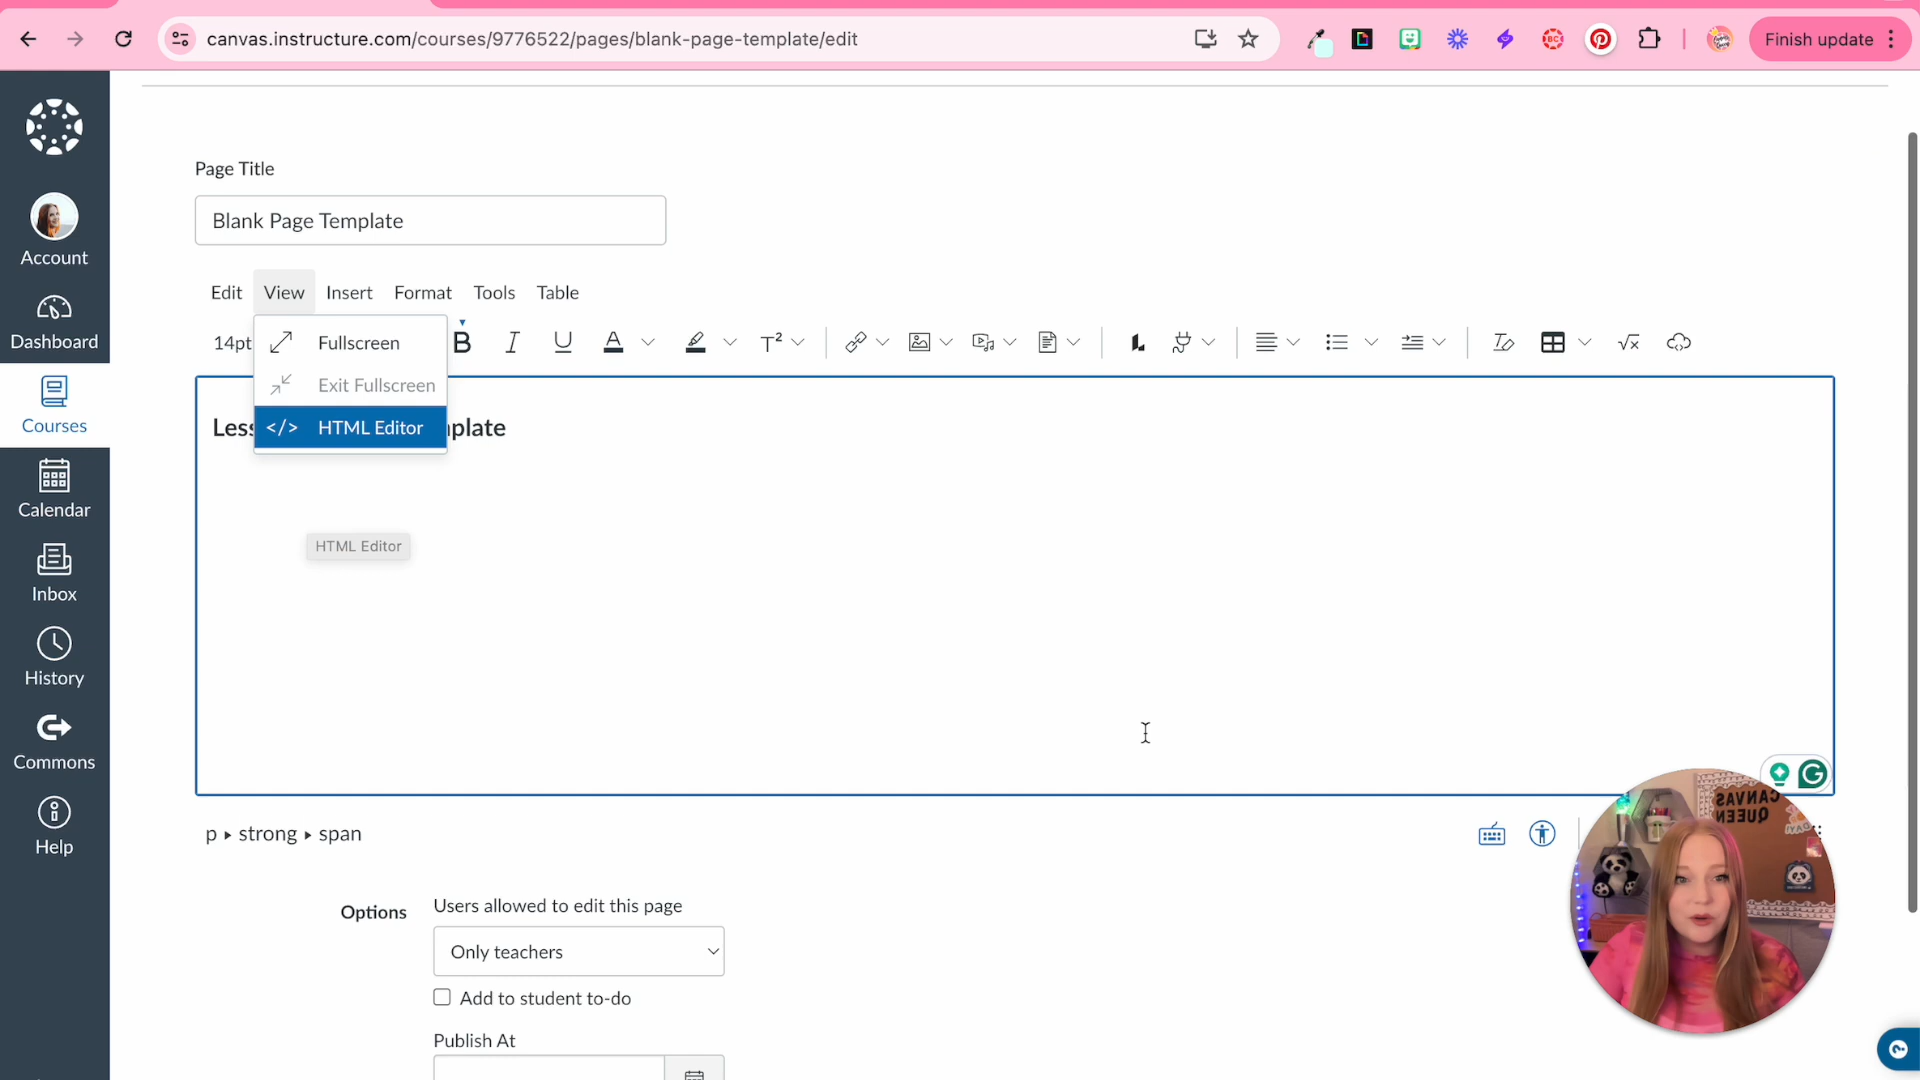 canvas.instructure.com/courses/9776522/pages/blank-page-template/edit
Finish update
Account
Dashboard
Courses
Calendar
Inbox
History
Commons
Help
Page Title
Blank Page Template
Edit View Insert Format Tools Table
14pt
Fullscreen
Exit Fullscreen
</> HTML Editor
HTML Editor
p ▸ strong ▸ span
Options
Users allowed to edit this page
Only teachers
Add to student to-do
Publish At
CANVAS
QUEEN